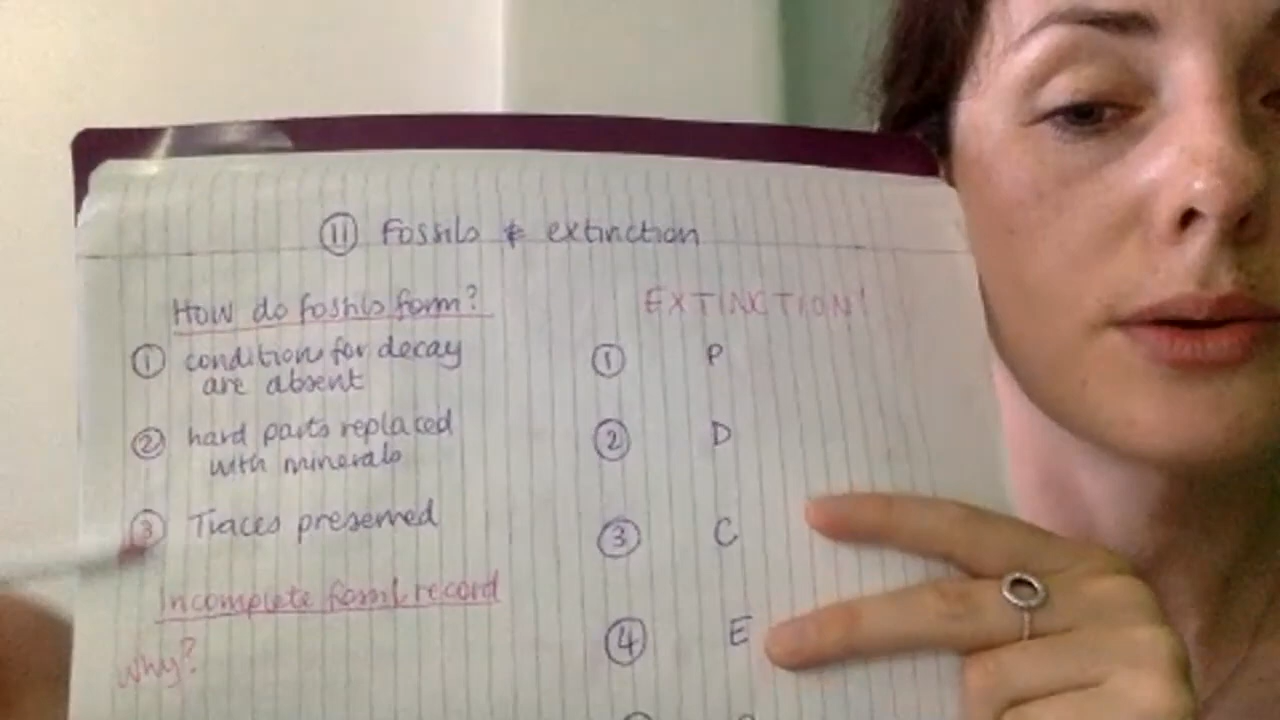 11 Fossils & extinction
How do fossils form?
1 conditions for decay
are absent
2 hard parts replaced
with minerals
3 Traces preserved
Incomplete fossil record
Why?
EXTINCTION!
1 P
2 D
3 C
4 E